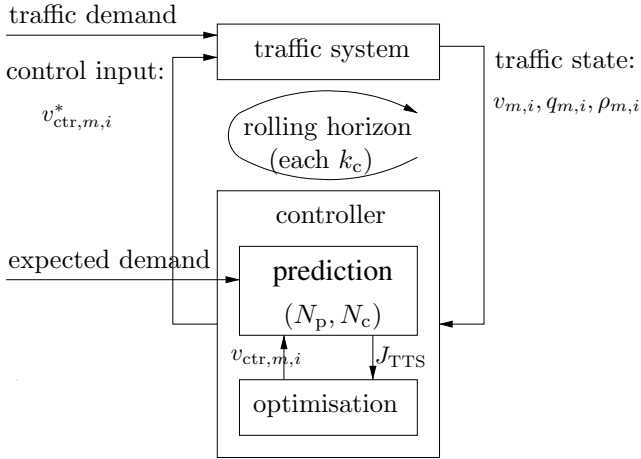 traffic demand
traffic system
control input:
v*ctr,m,i
traffic state:
vm,i, qm,i, ρm,i
rolling horizon
(each kc)
controller
expected demand
prediction
(Np, Nc)
vctr,m,i
JTTS
optimisation